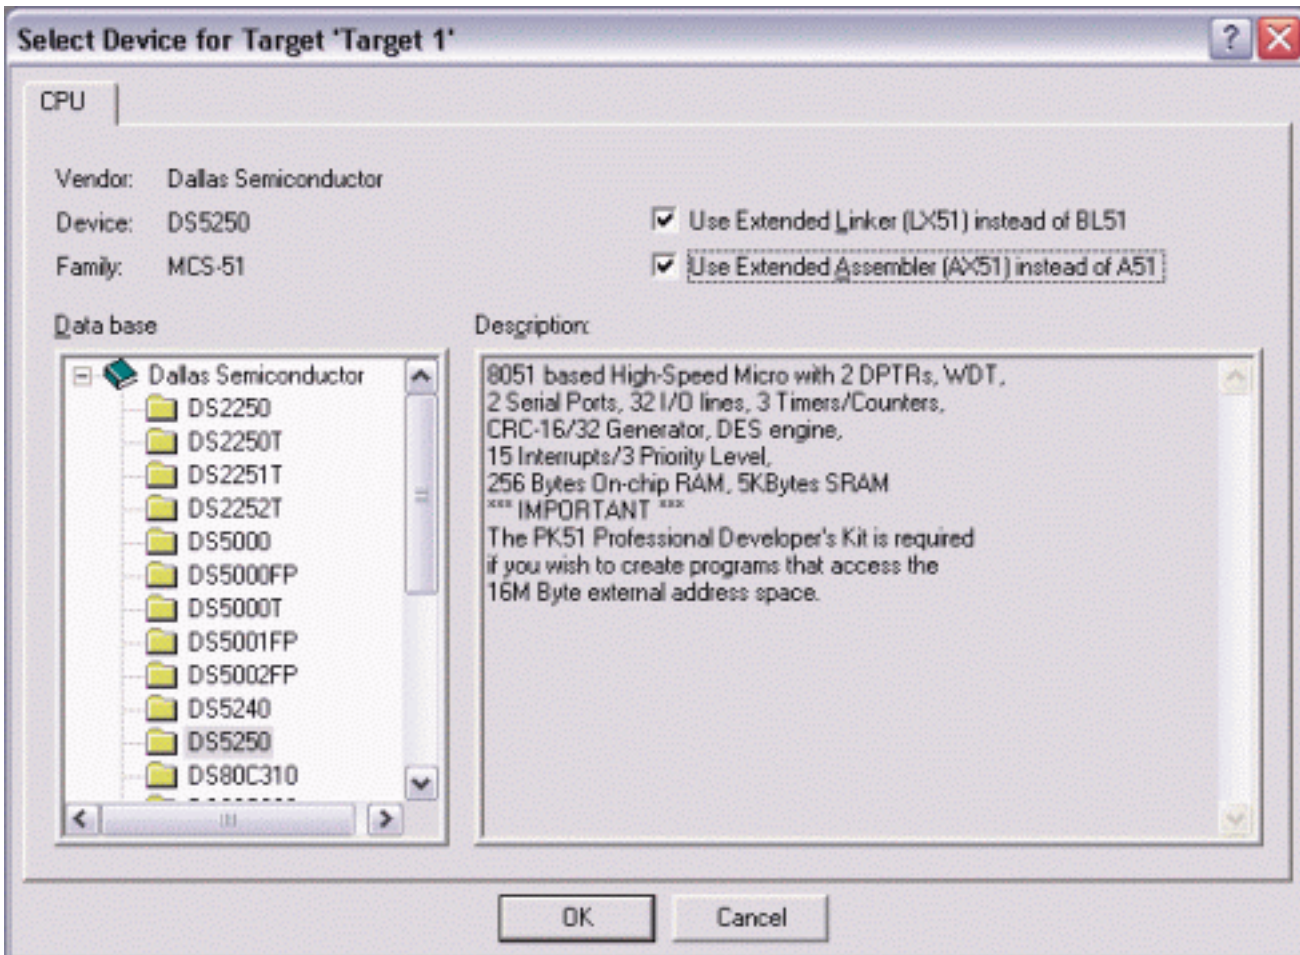 Select Device for Target 'Target 1'
CPU
Vendor: Dallas Semiconductor
Device: DS5250
Family: MCS-51
Use Extended Linker (LX51) instead of BL51
Use Extended Assembler (AX51) instead of A51
Data base
Dallas Semiconductor
DS2250
DS2250T
DS2251T
DS2252T
DS5000
DS5000FP
DS5000T
DS5001FP
DS5002FP
DS5240
DS5250
DS80C310
Description:
8051 based High-Speed Micro with 2 DPTRs, WDT,
2 Serial Ports, 32 I/O lines, 3 Timers/Counters,
CRC-16/32 Generator, DES engine,
15 Interrupts/3 Priority Level,
256 Bytes On-chip RAM, 5KBytes SRAM
*** IMPORTANT ***
The PK51 Professional Developer's Kit is required
if you wish to create programs that access the
16M Byte external address space.
OK
Cancel